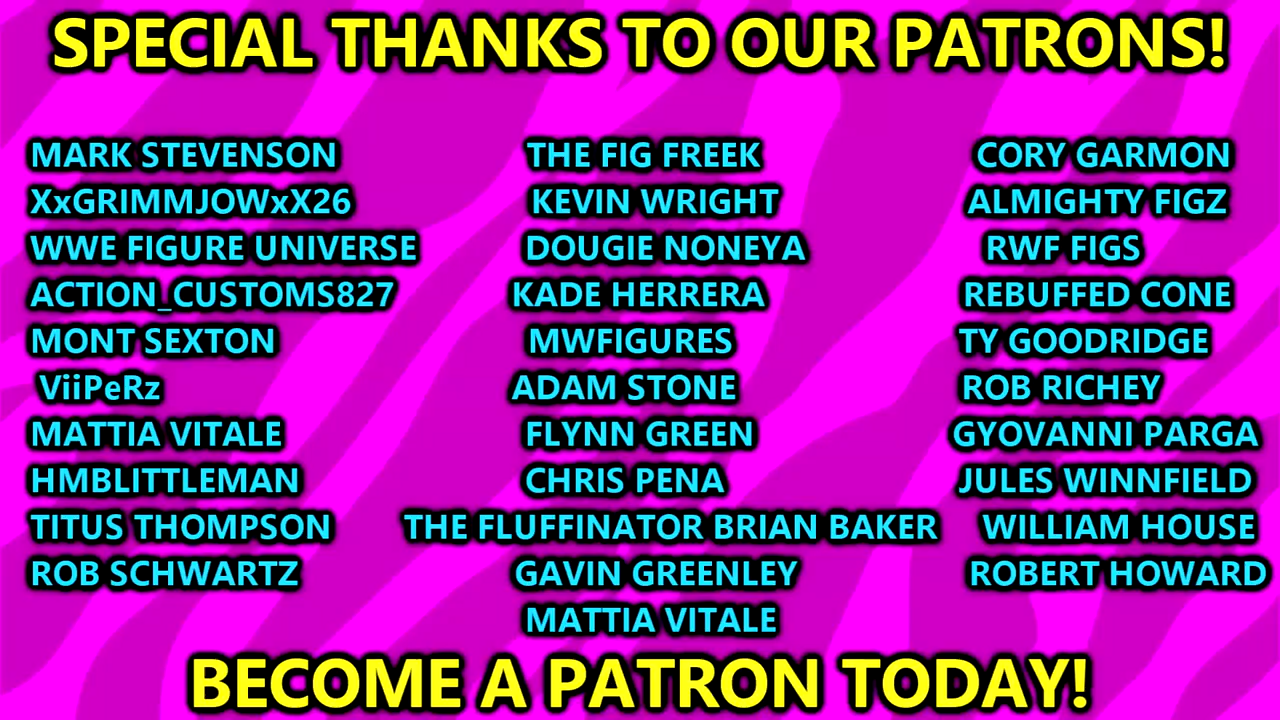 SPECIAL THANKS TO OUR PATRONS!
MARK STEVENSON THE FIG FREEK CORY GARMON
XxGRIMMJOWxX26 KEVIN WRIGHT ALMIGHTY FIGZ
WWE FIGURE UNIVERSE DOUGIE NONEYA RWF FIGS
ACTION_CUSTOMS827 KADE HERRERA REBUFFED CONE
MONT SEXTON MWFIGURES TY GOODRIDGE
ViiPeRz ADAM STONE ROB RICHEY
MATTIA VITALE FLYNN GREEN GYOVANNI PARGA
HMBLITTLEMAN CHRIS PENA JULES WINNFIELD
TITUS THOMPSON THE FLUFFINATOR BRIAN BAKER WILLIAM HOUSE
ROB SCHWARTZ GAVIN GREENLEY ROBERT HOWARD
MATTIA VITALE
BECOME A PATRON TODAY!